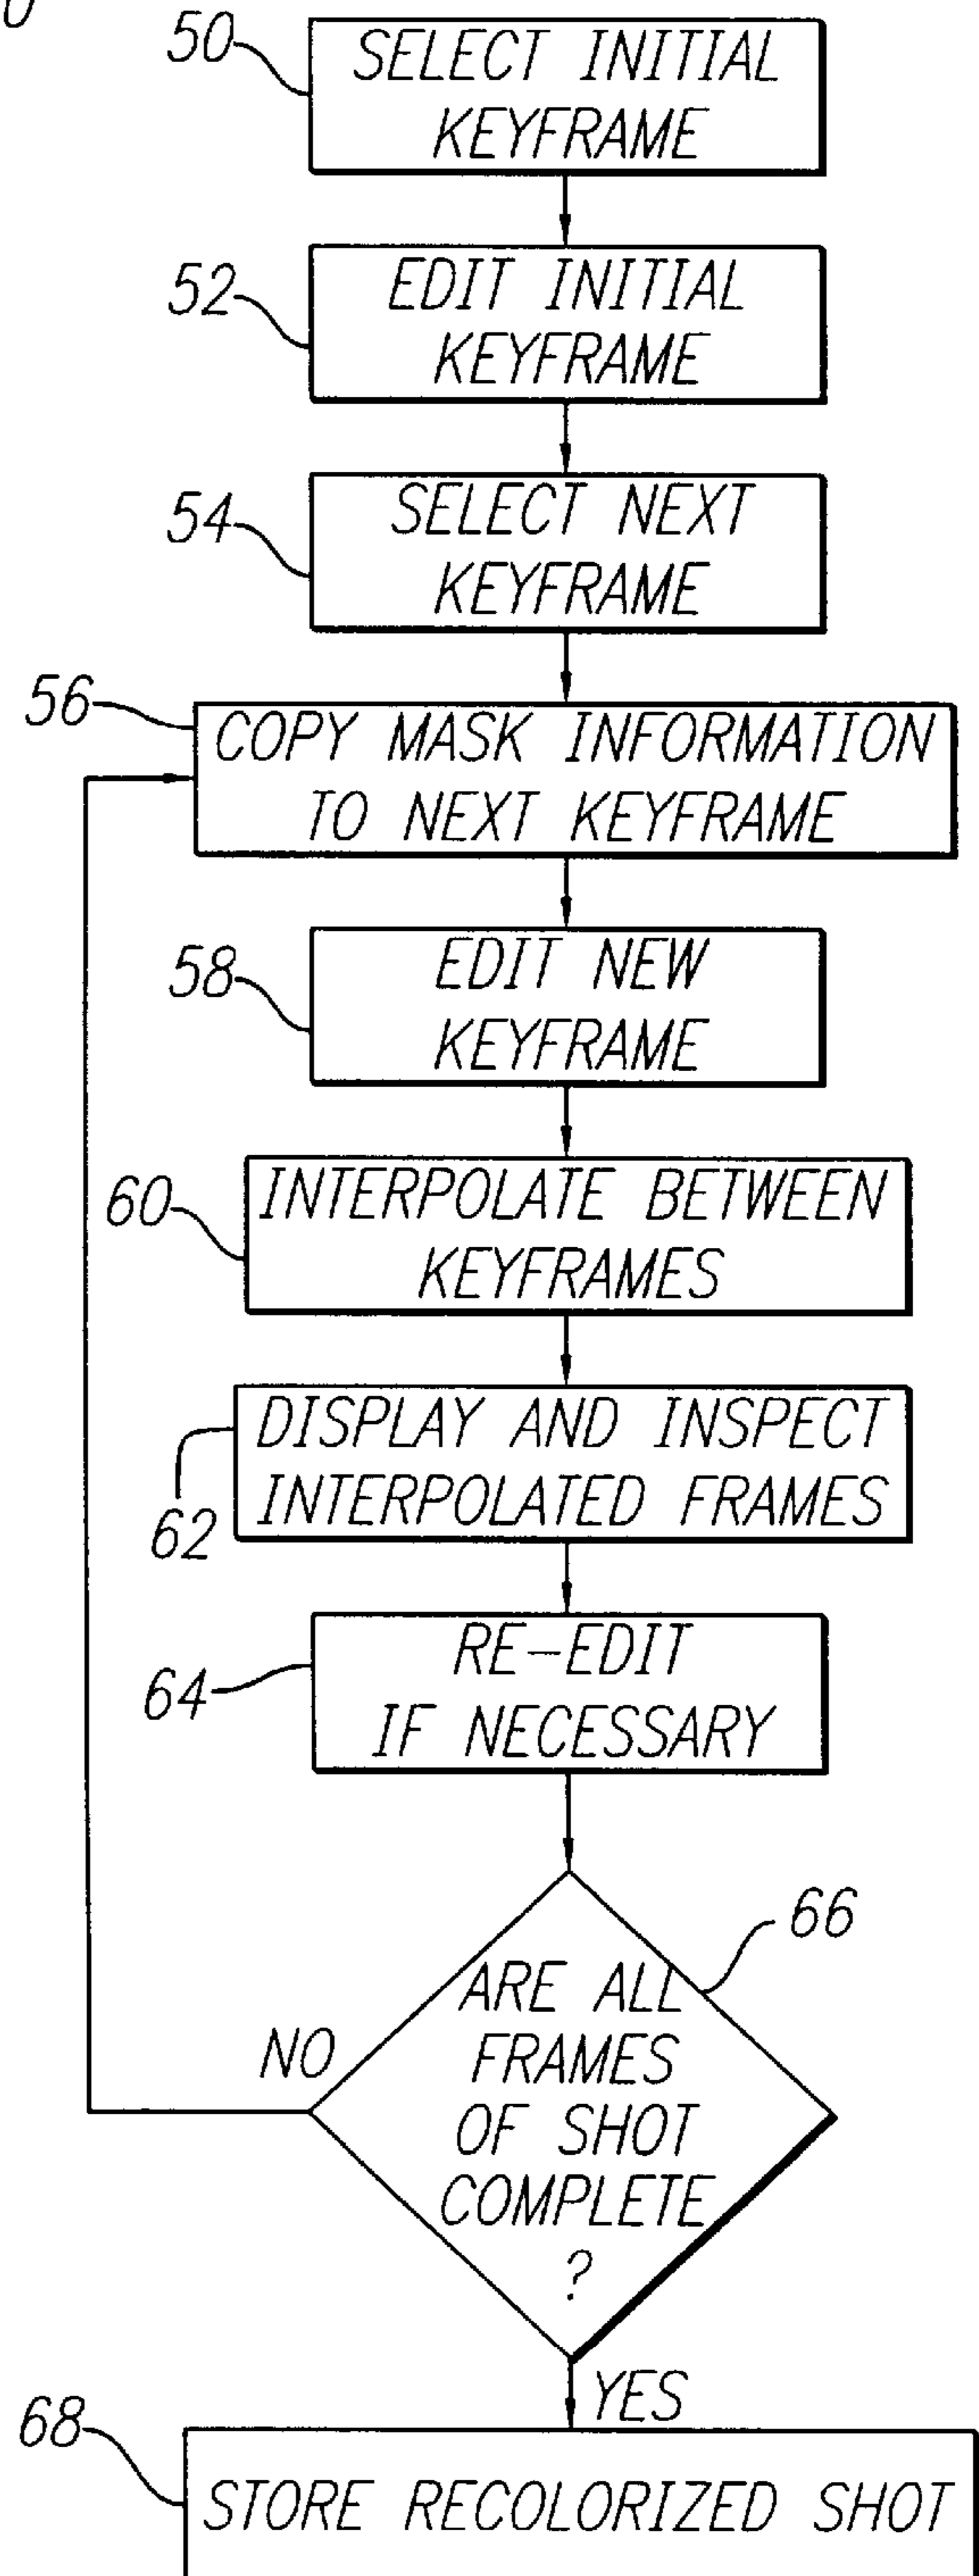 50
SELECT INITIAL
KEYFRAME
52
EDIT INITIAL
KEYFRAME
54
SELECT NEXT
KEYFRAME
56
COPY MASK INFORMATION
TO NEXT KEYFRAME
58
EDIT NEW
KEYFRAME
60
INTERPOLATE BETWEEN
KEYFRAMES
62
DISPLAY AND INSPECT
INTERPOLATED FRAMES
64
RE-EDIT
IF NECESSARY
66
ARE ALL
FRAMES
OF SHOT
COMPLETE
?
NO
YES
68
STORE RECOLORIZED SHOT